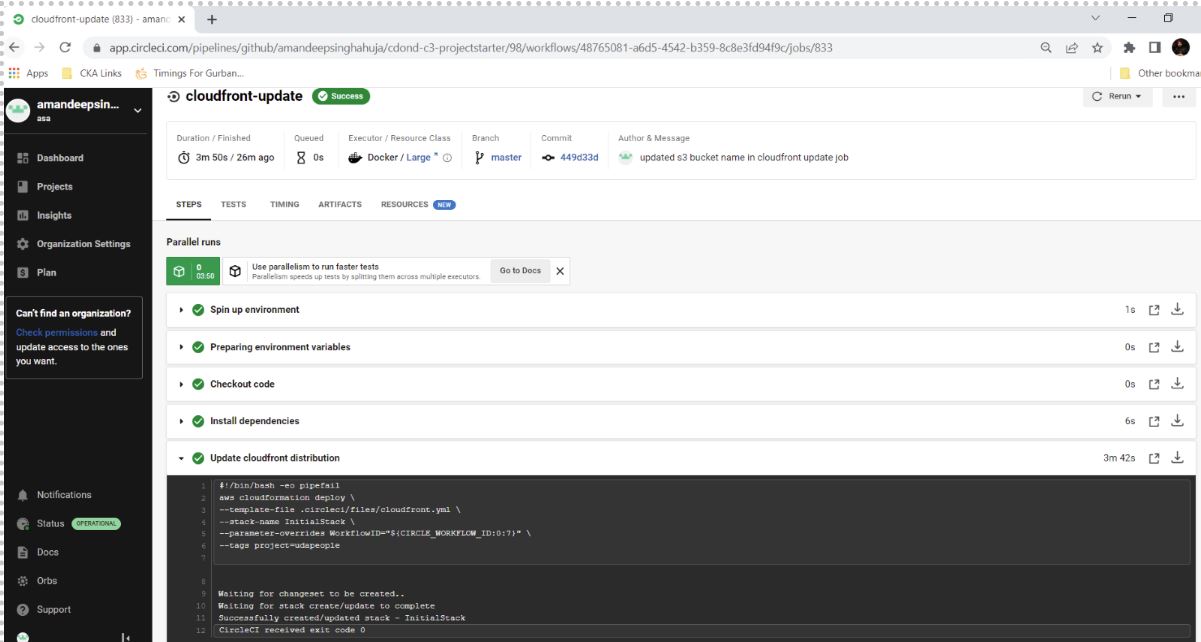 cloudfront-update (833) - amand
app.circleci.com/pipelines/github/amandeepsinghahuja/cdond-c3-projectstarter/98/workflows/48765081-a6d5-4542-b359-8c8e3fd94f9c/jobs/833
Apps CKA Links Timings For Gurban... Other bookma
amandeepsin...
asa
Dashboard
Projects
Insights
Organization Settings
Plan
Can't find an organization?
Check permissions and
update access to the ones
you want.
Notifications
Status OPERATIONAL
Docs
Orbs
Support
cloudfront-update Success Rerun
Duration / Finished Queued Executor / Resource Class Branch Commit Author & Message
3m 50s / 26m ago 0s Docker / Large master 449d33d updated s3 bucket name in cloudfront update job
STEPS TESTS TIMING ARTIFACTS RESOURCES NEW
Parallel runs
0
03:50
Use parallelism to run faster tests
Parallelism speeds up tests by splitting them across multiple executors.
Go to Docs
Spin up environment 1s
Preparing environment variables 0s
Checkout code 0s
Install dependencies 6s
Update cloudfront distribution 3m 42s
1 #!/bin/bash -eo pipefail
2 aws cloudformation deploy \
3 --template-file .circleci/files/cloudfront.yml \
4 --stack-name InitialStack \
5 --parameter-overrides WorkflowID="${CIRCLE_WORKFLOW_ID:0:7}" \
6 --tags project=udapeople
7
8
9 Waiting for changeset to be created..
10 Waiting for stack create/update to complete
11 Successfully created/updated stack - InitialStack
12 CircleCI received exit code 0